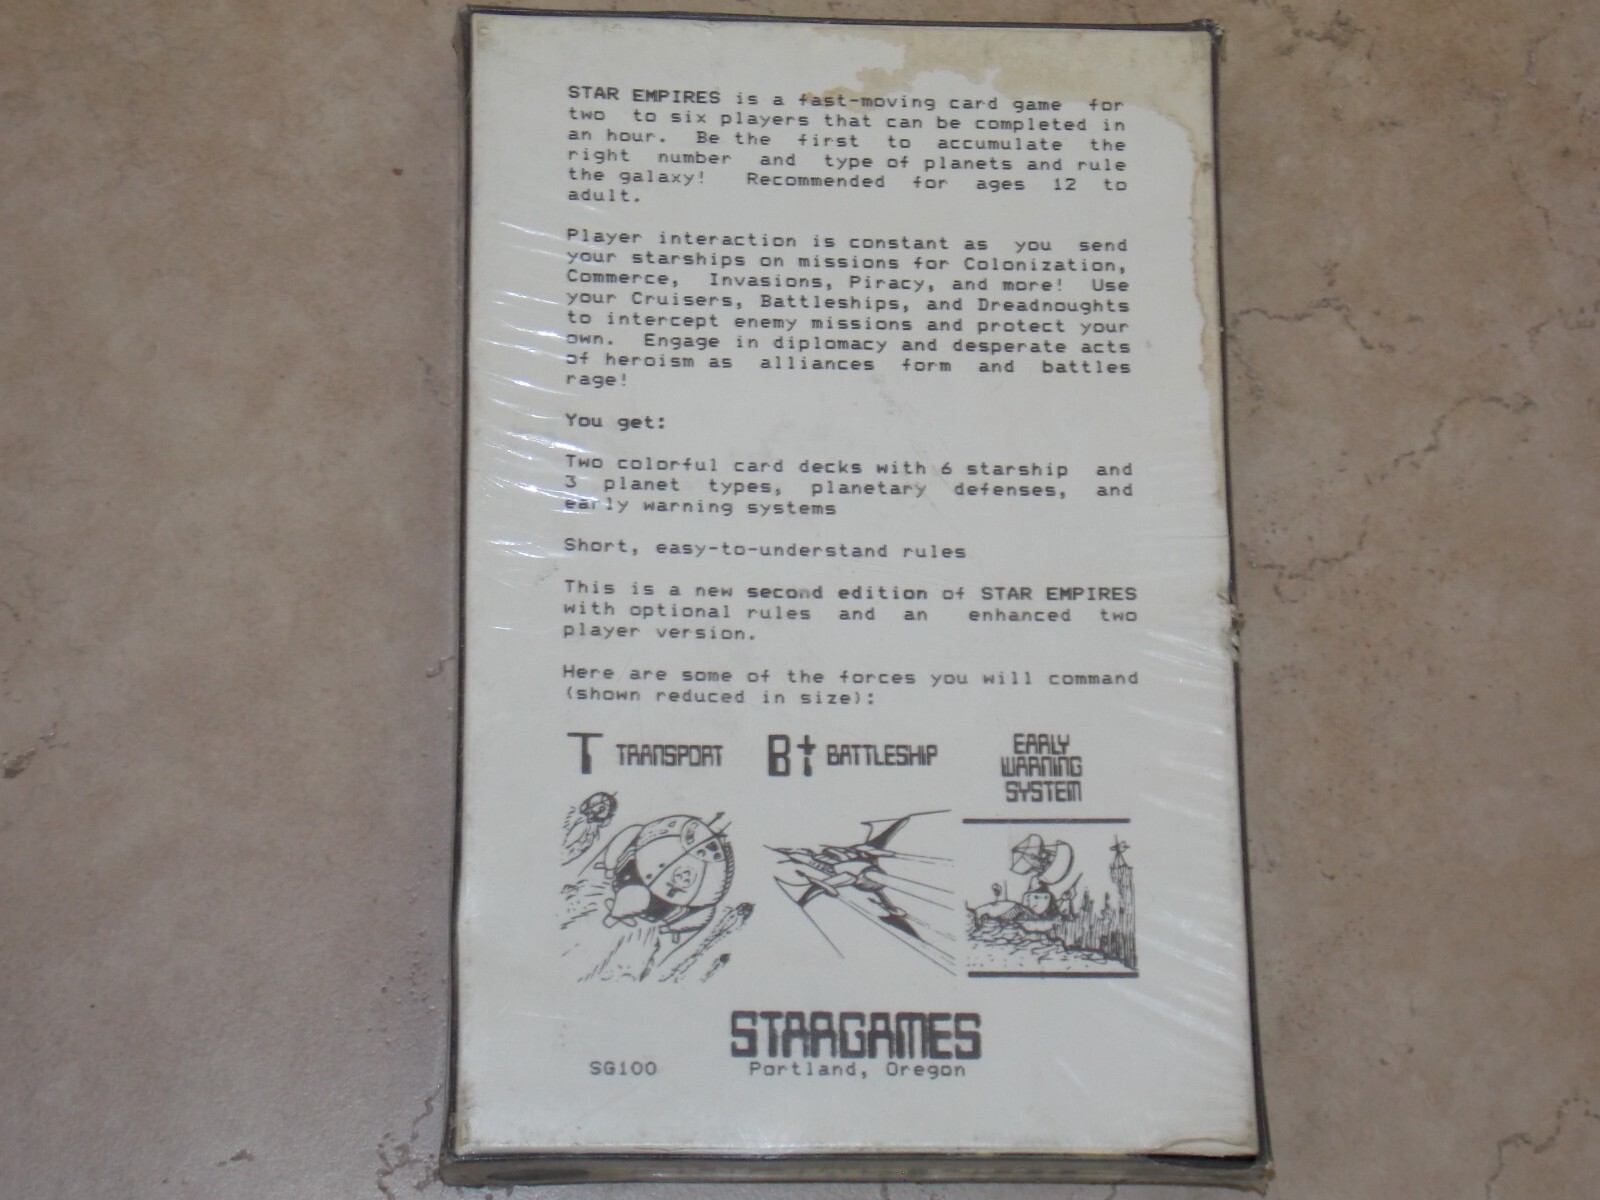 STAR EMPIRES is a fast-moving card game for
two to six players that can be completed in
an hour. Be the first to accumulate the
right number and type of planets and rule
the galaxy! Recommended for ages 12 to
adult.
Player interaction is constant as you send
your starships on missions for Colonization,
Commerce, Invasions, Piracy, and more! Use
your Cruisers, Battleships, and Dreadnoughts
to intercept enemy missions and protect your
own. Engage in diplomacy and desperate acts
of heroism as alliances form and battles
rage!
You get:
Two colorful card decks with 6 starship and
3 planet types, planetary defenses, and
early warning systems
Short, easy-to-understand rules
This is a new second edition of STAR EMPIRES
with optional rules and an enhanced two
player version.
Here are some of the forces you will command
(shown reduced in size):
T TRANSPORT
Bt BATTLESHIP
EARLY
WARNING
SYSTEM
STARGAMES
SG100
Portland, Oregon